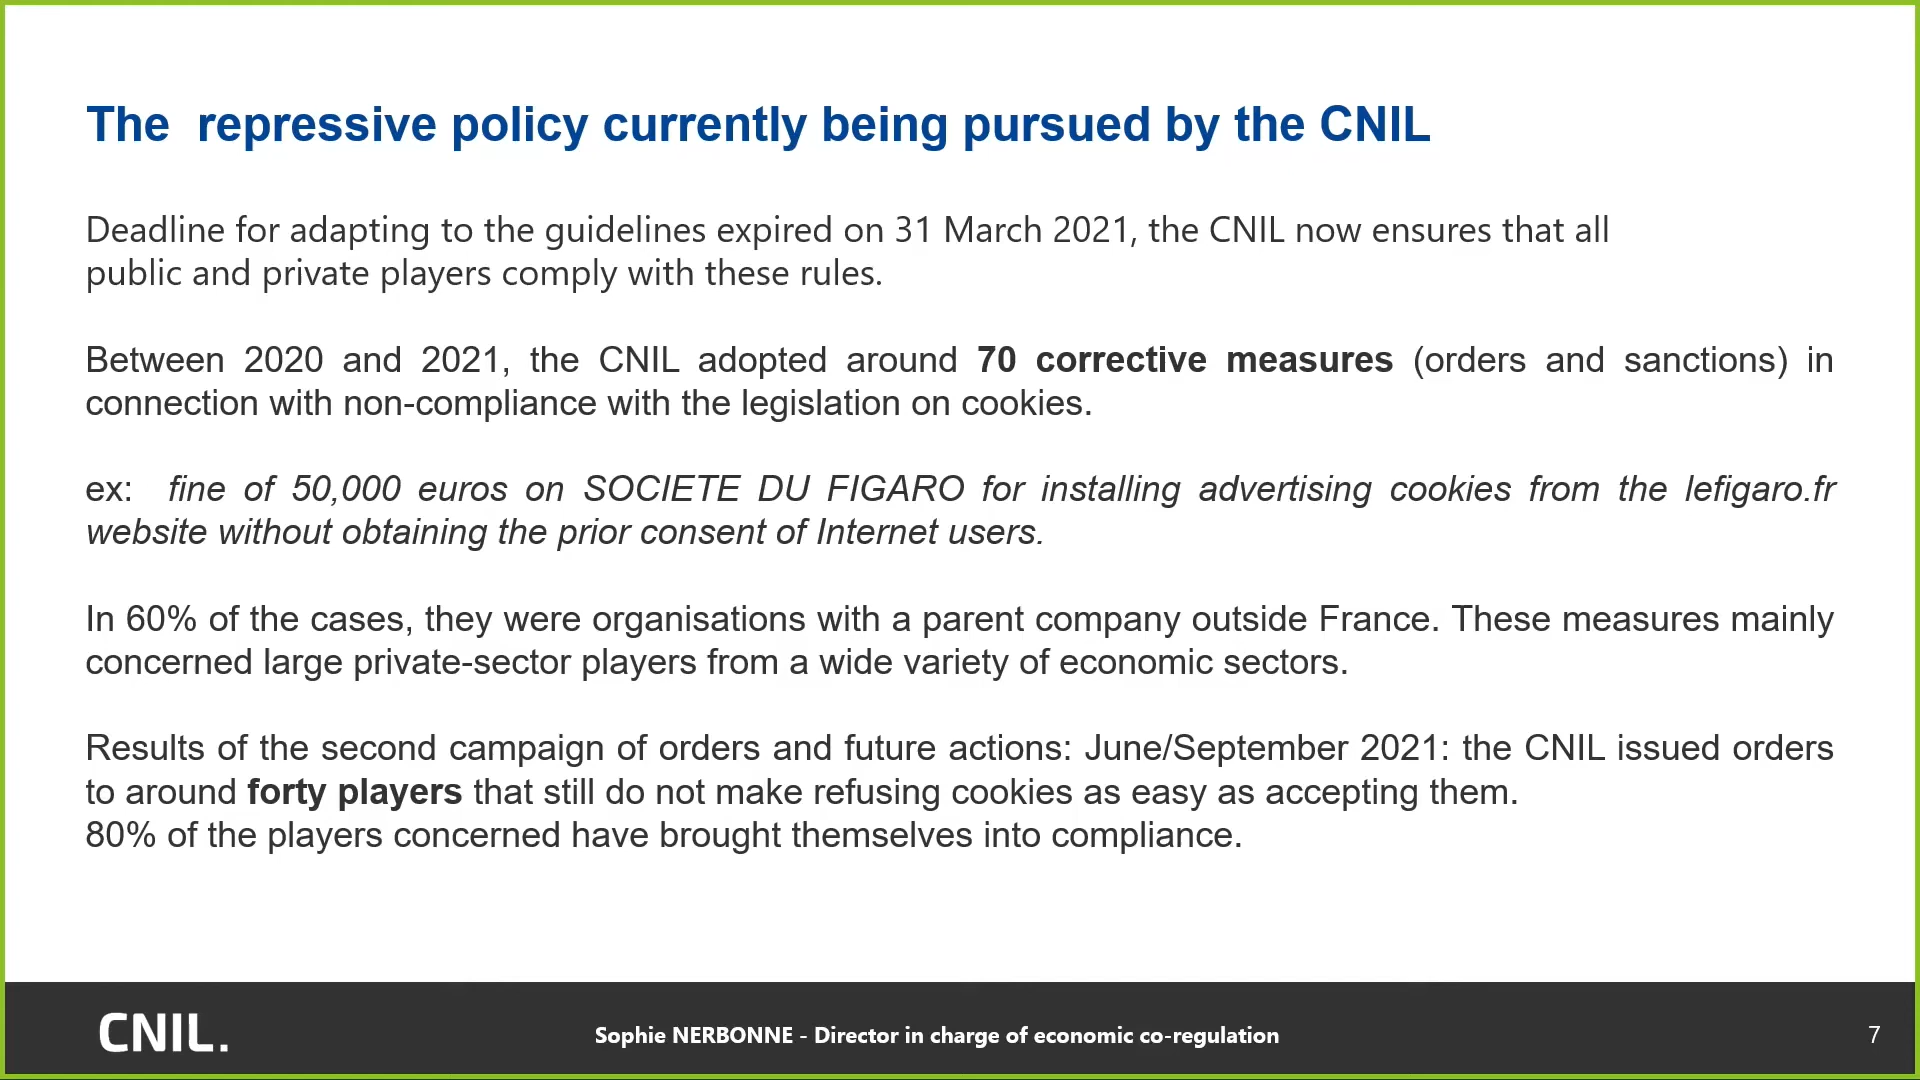 The repressive policy currently being pursued by the CNIL
Deadline for adapting to the guidelines expired on 31 March 2021, the CNIL now ensures that all
public and private players comply with these rules.
Between 2020 and 2021, the CNIL adopted around 70 corrective measures (orders and sanctions) in
connection with non-compliance with the legislation on cookies.
ex: fine of 50,000 euros on SOCIETE DU FIGARO for installing advertising cookies from the lefigaro.fr
website without obtaining the prior consent of Internet users.
In 60% of the cases, they were organisations with a parent company outside France. These measures mainly
concerned large private-sector players from a wide variety of economic sectors.
Results of the second campaign of orders and future actions: June/September 2021: the CNIL issued orders
to around forty players that still do not make refusing cookies as easy as accepting them.
80% of the players concerned have brought themselves into compliance.
CNIL.
Sophie NERBONNE - Director in charge of economic co-regulation
7